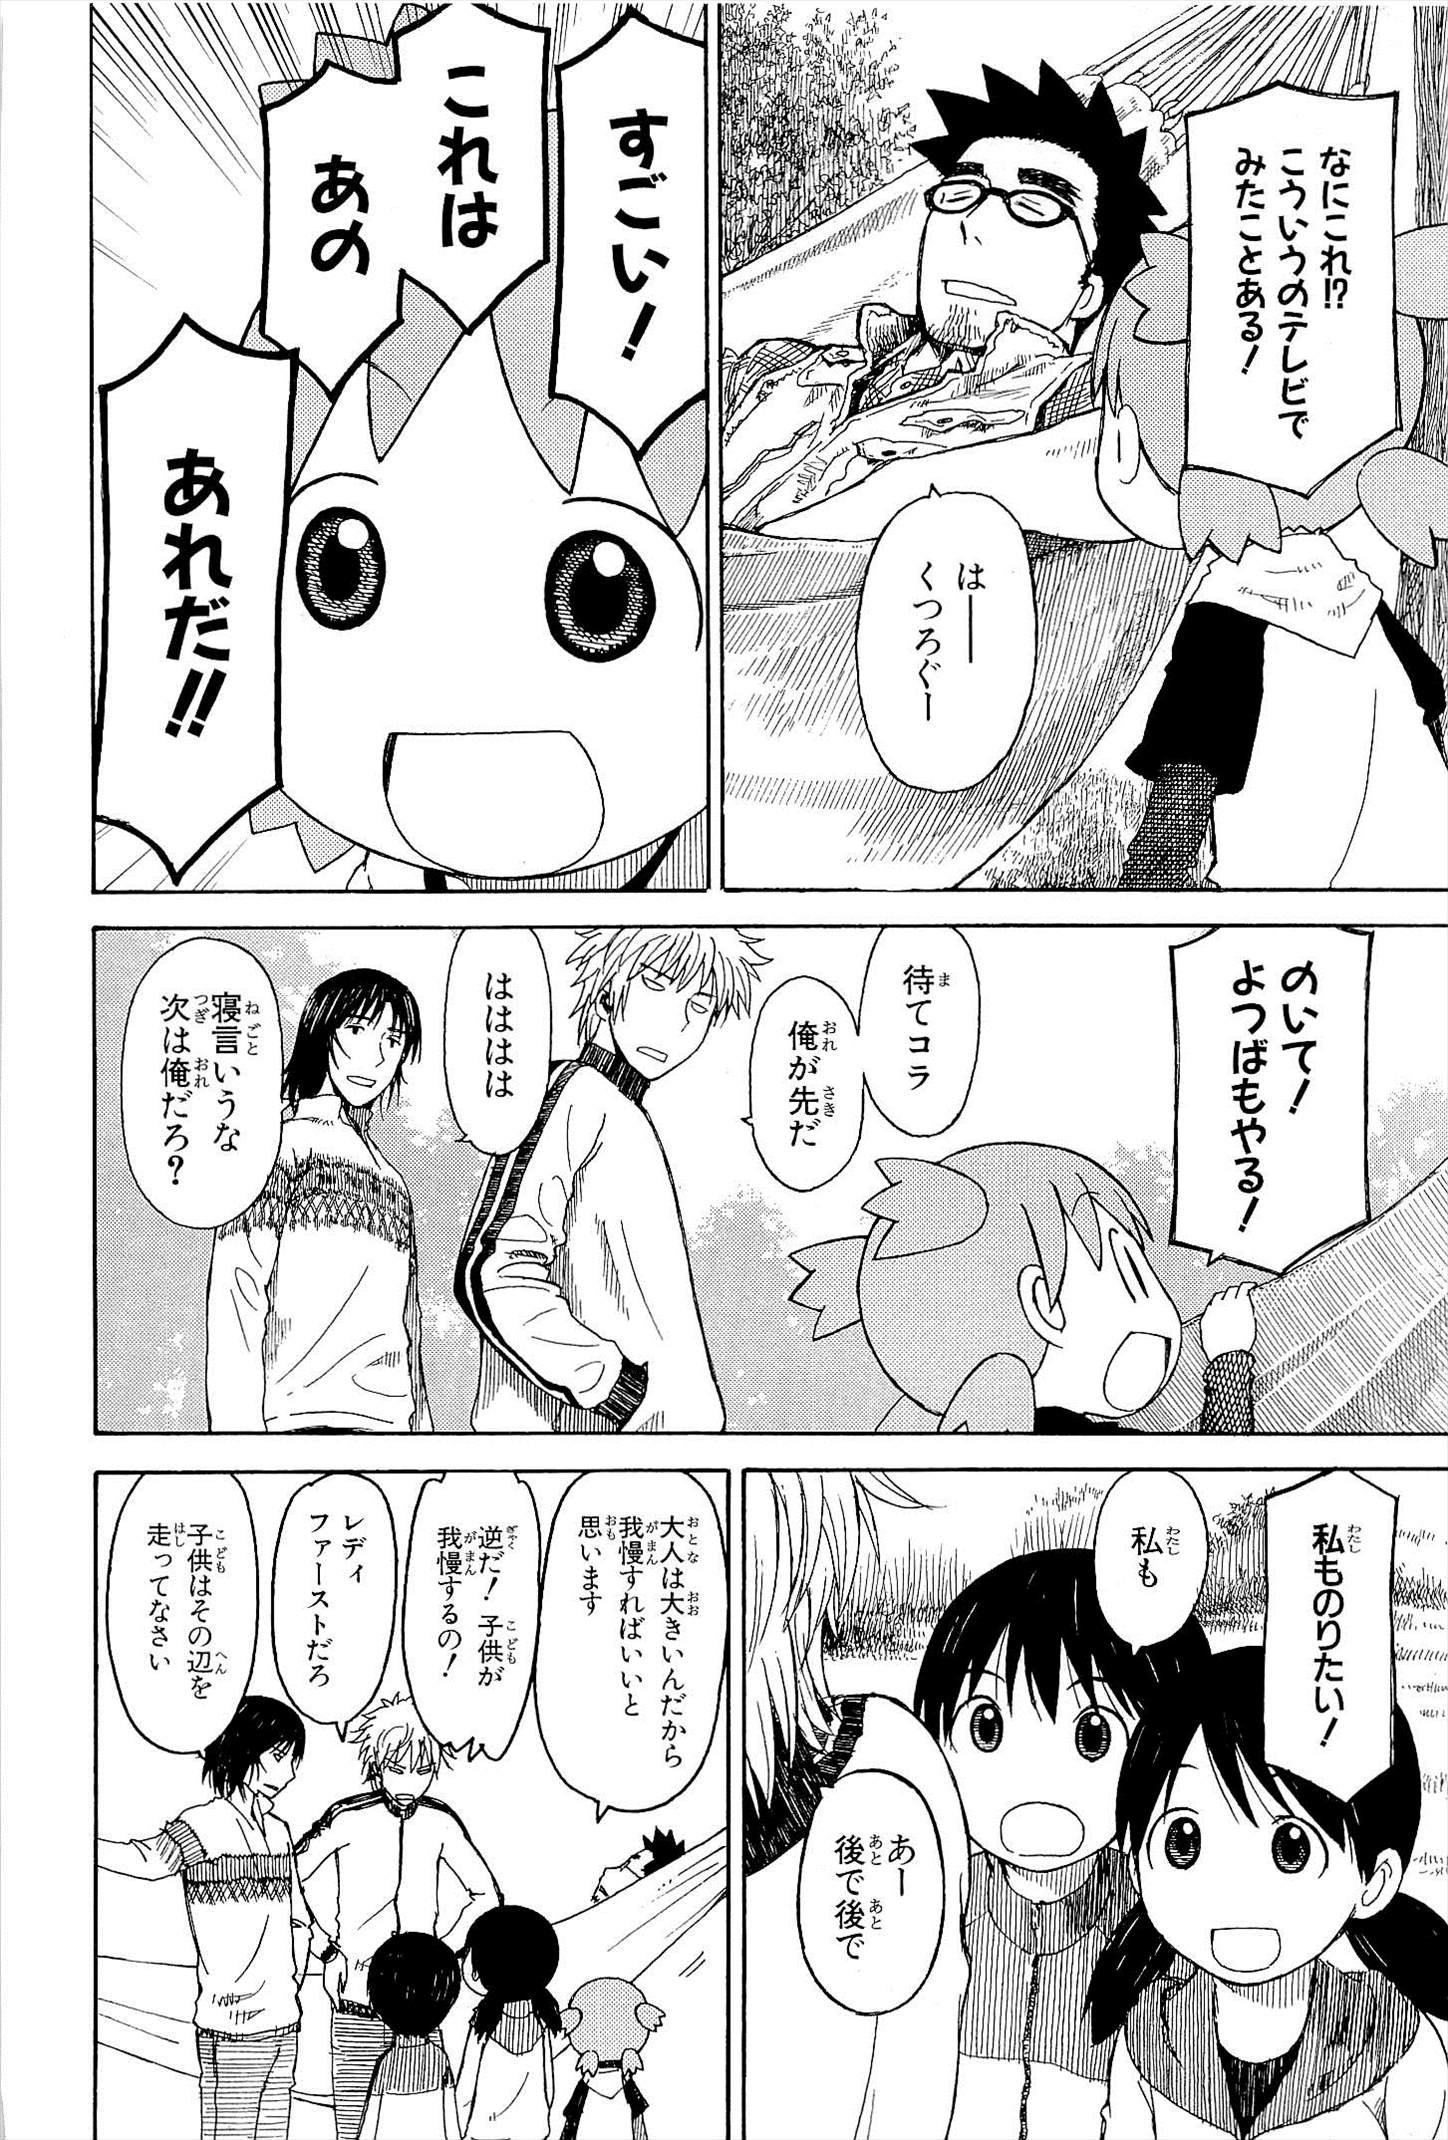 なにこれ!?
こういうのテレビで
みたことある!
はー
くつろぐー
すごい!
これは
あの
あれだ!!
のいて!
よつばもやる!
待てコラ
俺が先だ
はははは
寝言いうな
次は俺だろ?
私ものりたい!
私も
あー
後で後で
大人は大きいんだから
我慢すればいいと
思います
逆だ!子供が
我慢するの!
レディ
ファーストだろ
子供はその辺を
走ってなさい